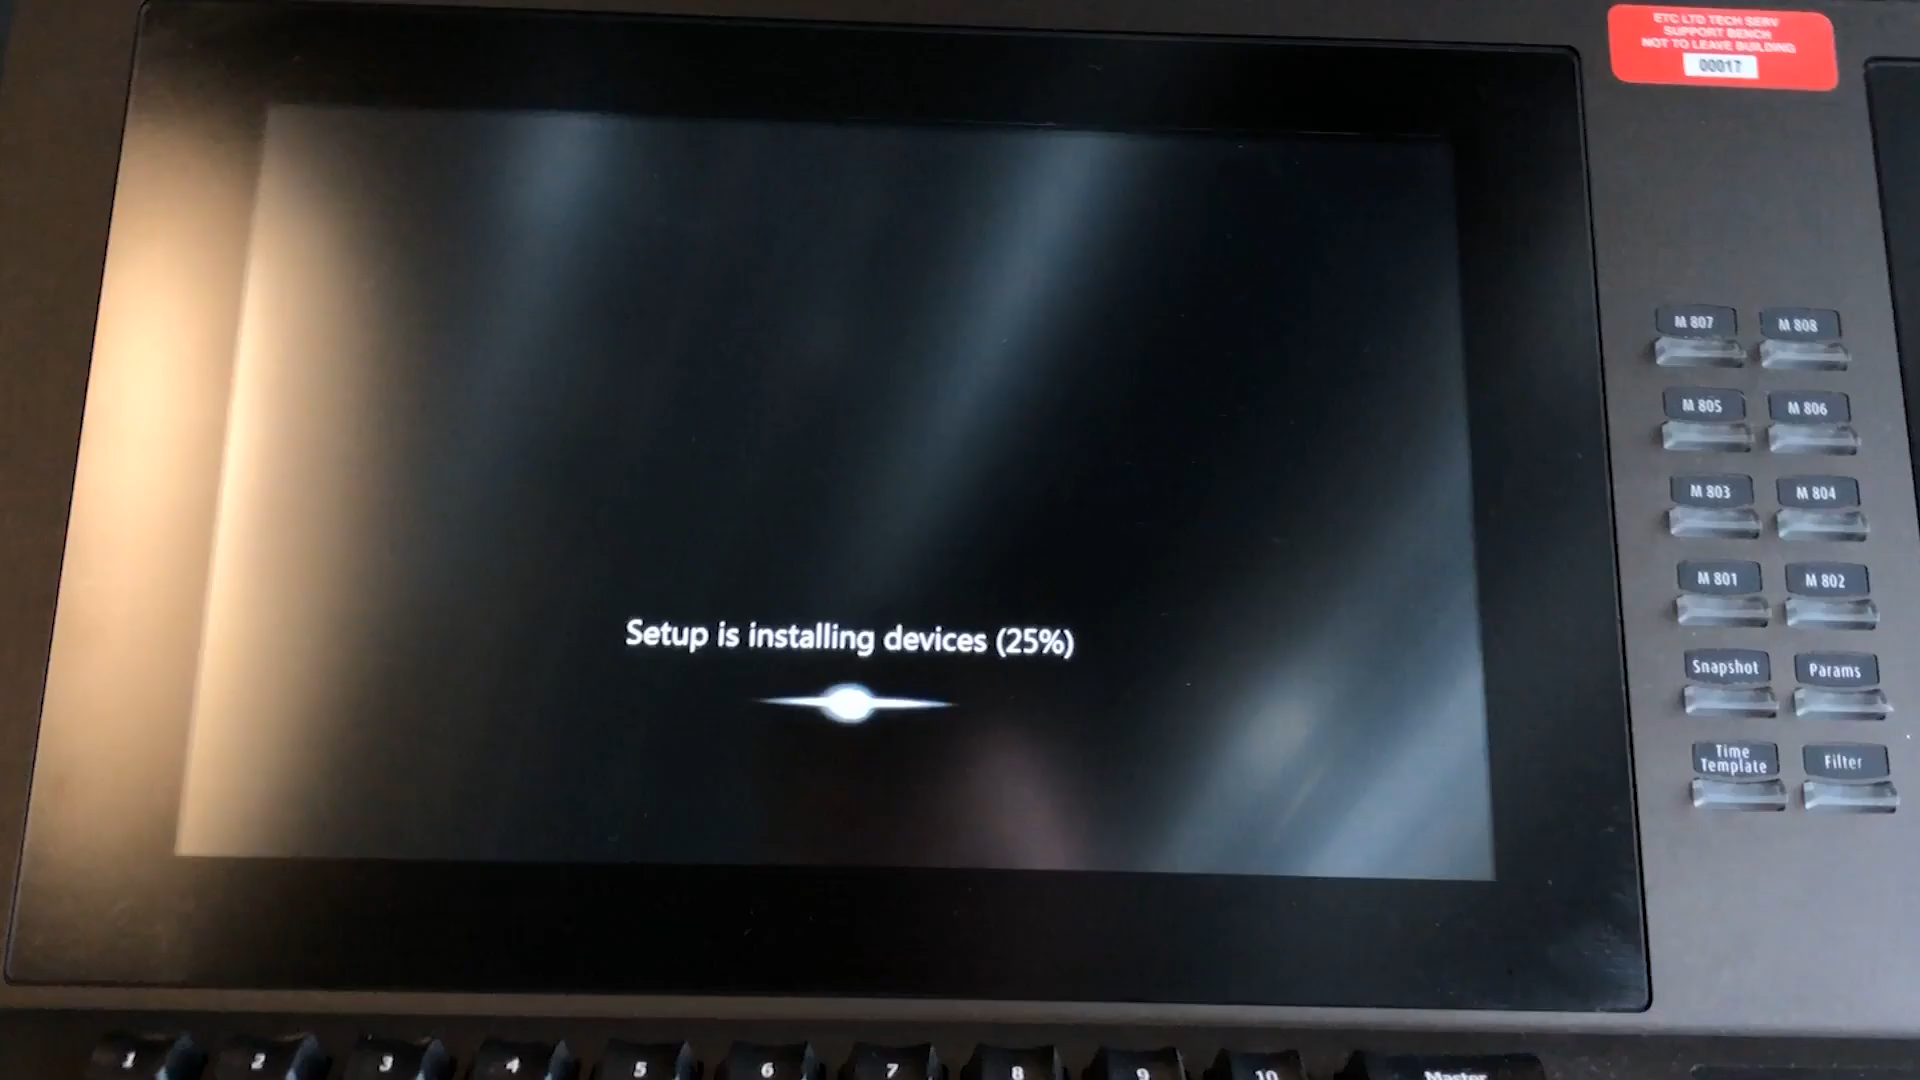 ETC LTD TECH SERV
SUPPORT BENCH
NOT TO LEAVE BUILDING
00017
M 807 M 808
M 805 M 806
M 803 M 804
M 801 M 802
Snapshot Params
Time Template Filter
Setup is installing devices (25%)
1 2 3 4 5 6 7 8 9 10 Master